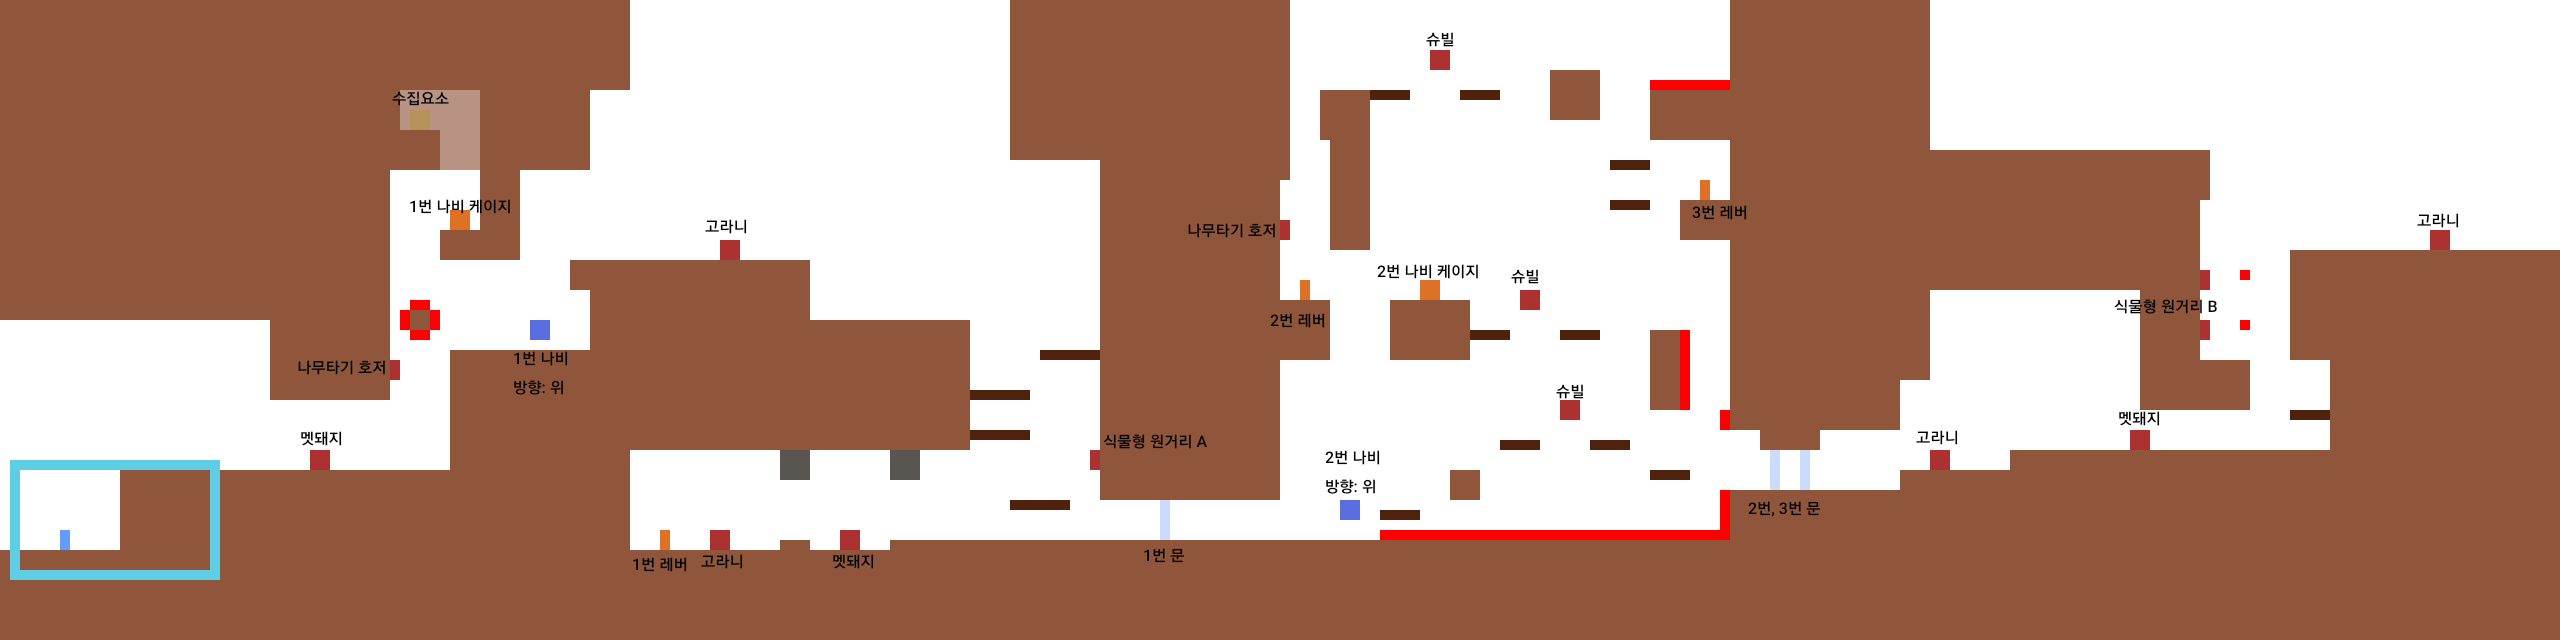 수집요소
1번 나비 케이지
나무타기 호저
멧돼지
1번 나비
방향: 위
고라니
1번 레버
고라니
멧돼지
식물형 원거리 A
1번 문
나무타기 호저
2번 레버
슈빌
2번 나비 케이지
슈빌
슈빌
2번 나비
방향: 위
3번 레버
2번, 3번 문
고라니
멧돼지
식물형 원거리 B
고라니